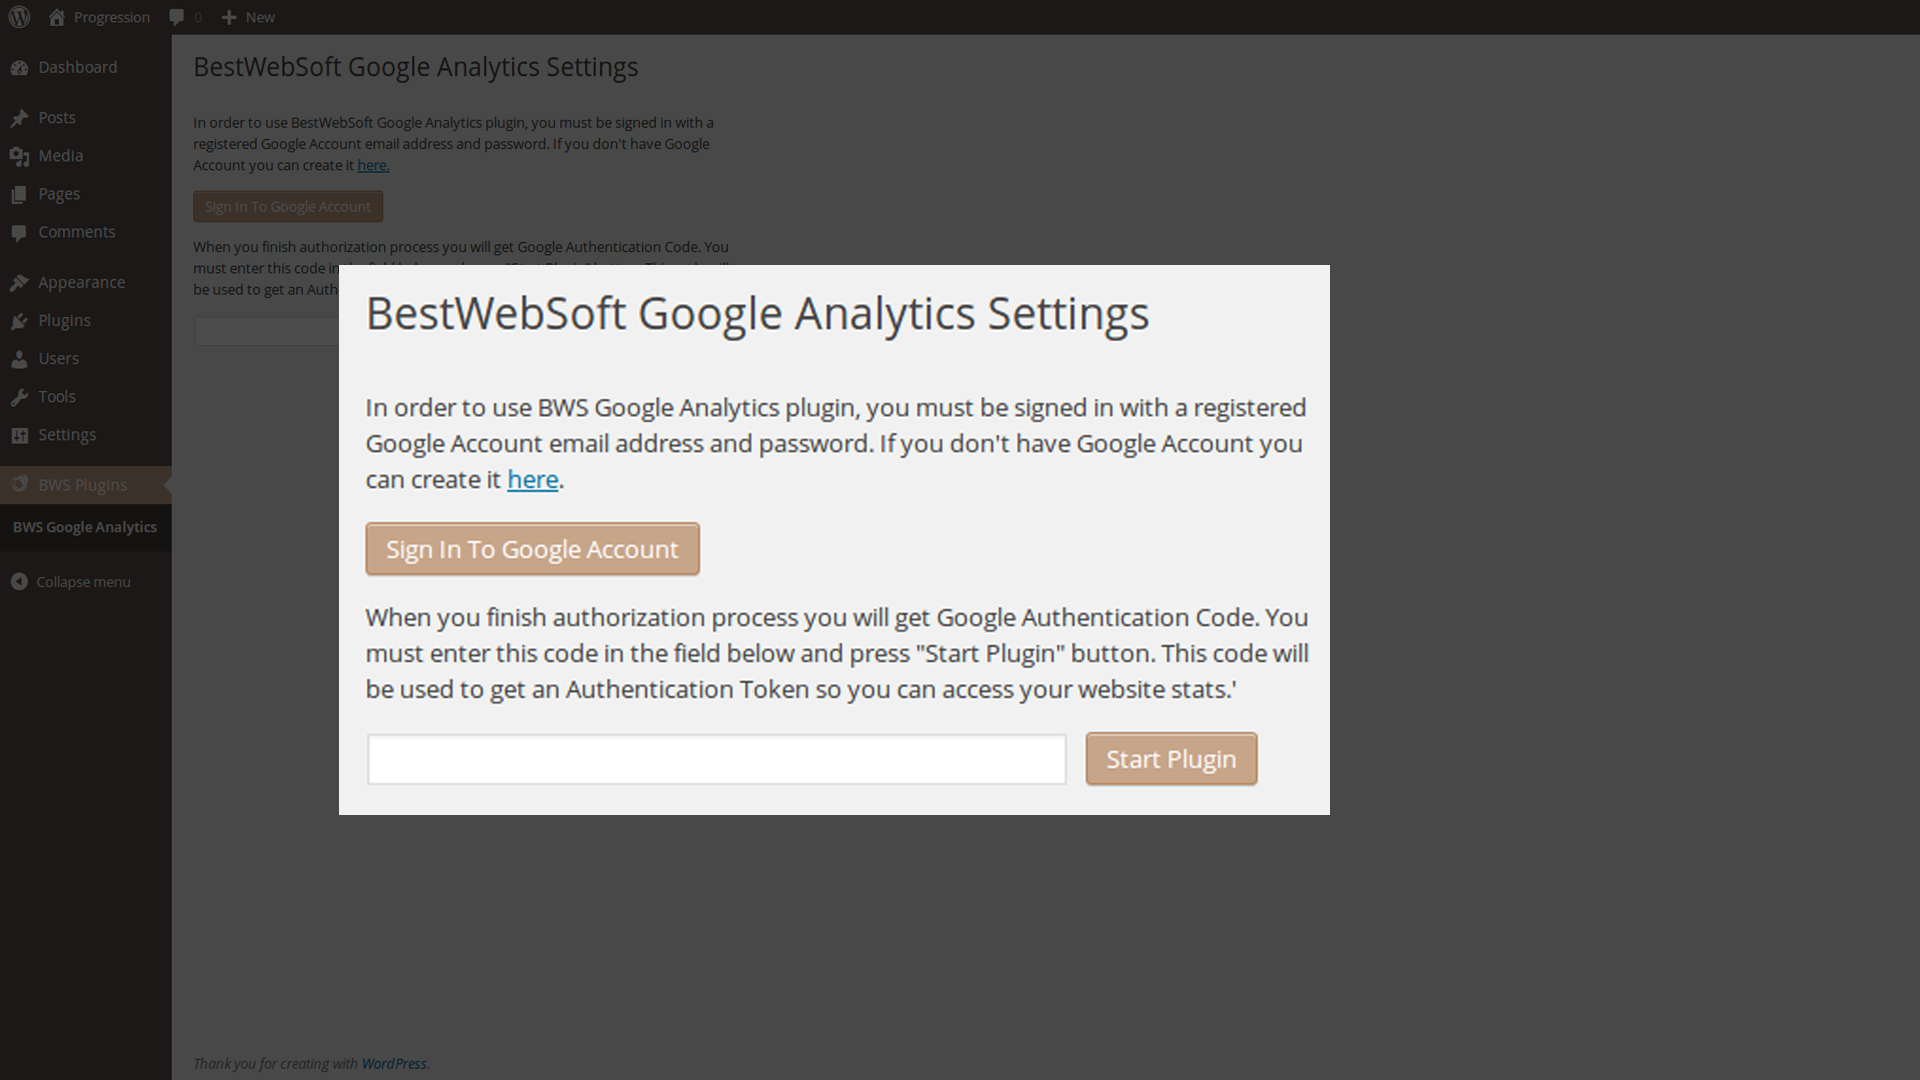 Progression 0 New
Dashboard
Posts
Media
Pages
Comments
Appearance
Plugins
Users
Tools
Settings
BWS Plugins
BWS Google Analytics
Collapse menu
BestWebSoft Google Analytics Settings
In order to use BestWebSoft Google Analytics plugin, you must be signed in with a
registered Google Account email address and password. If you don't have Google
Account you can create it here.
Sign In To Google Account
When you finish authorization process you will get Google Authentication Code. You
must enter this code in
be used to get an Auth
BestWebSoft Google Analytics Settings
In order to use BWS Google Analytics plugin, you must be signed in with a registered
Google Account email address and password. If you don't have Google Account you
can create it here.
Sign In To Google Account
When you finish authorization process you will get Google Authentication Code. You
must enter this code in the field below and press "Start Plugin" button. This code will
be used to get an Authentication Token so you can access your website stats.'
Start Plugin
Thank you for creating with WordPress.